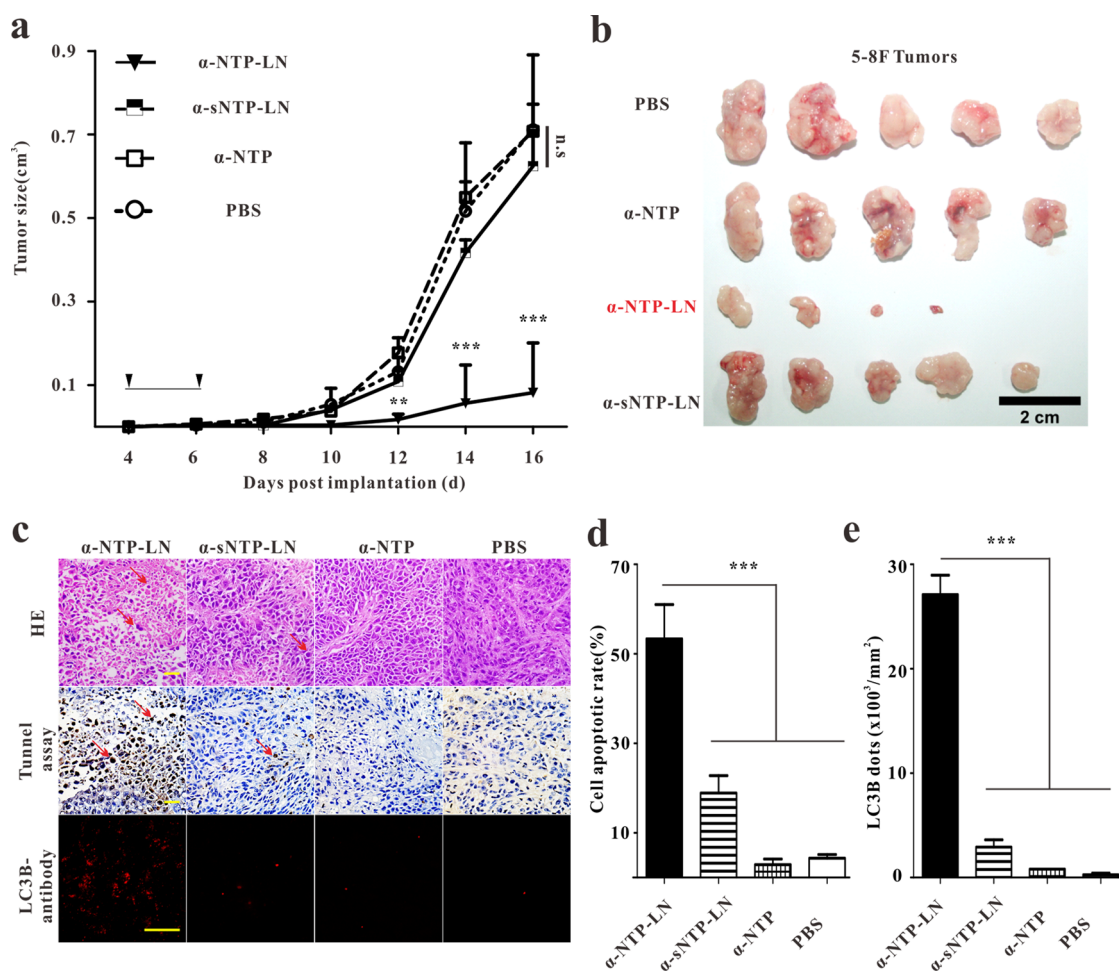 a
Tumor size(cm³)
0.9
0.7
0.5
0.3
0.1
α-NTP-LN
α-sNTP-LN
α-NTP
PBS
n.s
**
***
***
4 6 8 10 12 14 16
Days post implantation (d)
b
5-8F Tumors
PBS
α-NTP
α-NTP-LN
α-sNTP-LN
2 cm
c
α-NTP-LN α-sNTP-LN α-NTP PBS
HE
Tunnel
assay
LC3B-
antibody
d
Cell apoptotic rate(%)
70
50
30
10
***
α-NTP-LN
α-sNTP-LN
α-NTP
PBS
e
LC3B dots (x10³/mm²)
30
20
10
0
***
α-NTP-LN
α-sNTP-LN
α-NTP
PBS